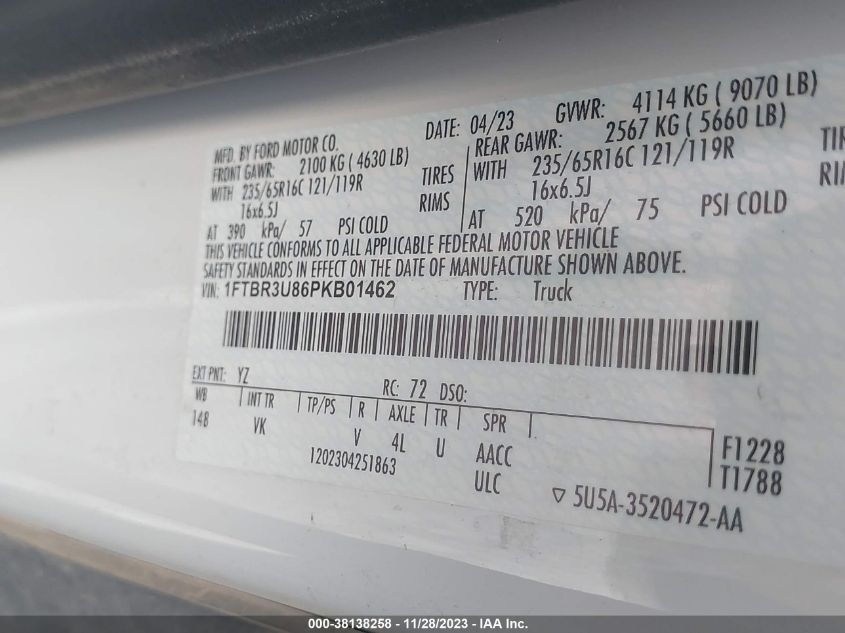 MFD. BY FORD MOTOR CO. DATE: 04/23 GVWR: 4114 KG ( 9070 LB)
FRONT GAWR: 2100 KG ( 4630 LB) REAR GAWR: 2567 KG ( 5660 LB)
WITH 235/65R16C 121/119R TIRES WITH 235/65R16C 121/119R
16x6.5J RIMS 16x6.5J
AT 390 kPa/ 57 PSI COLD AT 520 kPa/ 75 PSI COLD
THIS VEHICLE CONFORMS TO ALL APPLICABLE FEDERAL MOTOR VEHICLE
SAFETY STANDARDS IN EFFECT ON THE DATE OF MANUFACTURE SHOWN ABOVE.
VIN: 1FTBR3U86PKB01462 TYPE: Truck
EXT PNT: YZ RC: 72 DSO:
WB INT TR TP/PS R AXLE TR SPR
148 VK V 4L U AACC F1228
1202304251863 ULC T1788
5U5A-3520472-AA
000-38138258 - 11/28/2023 - IAA Inc.